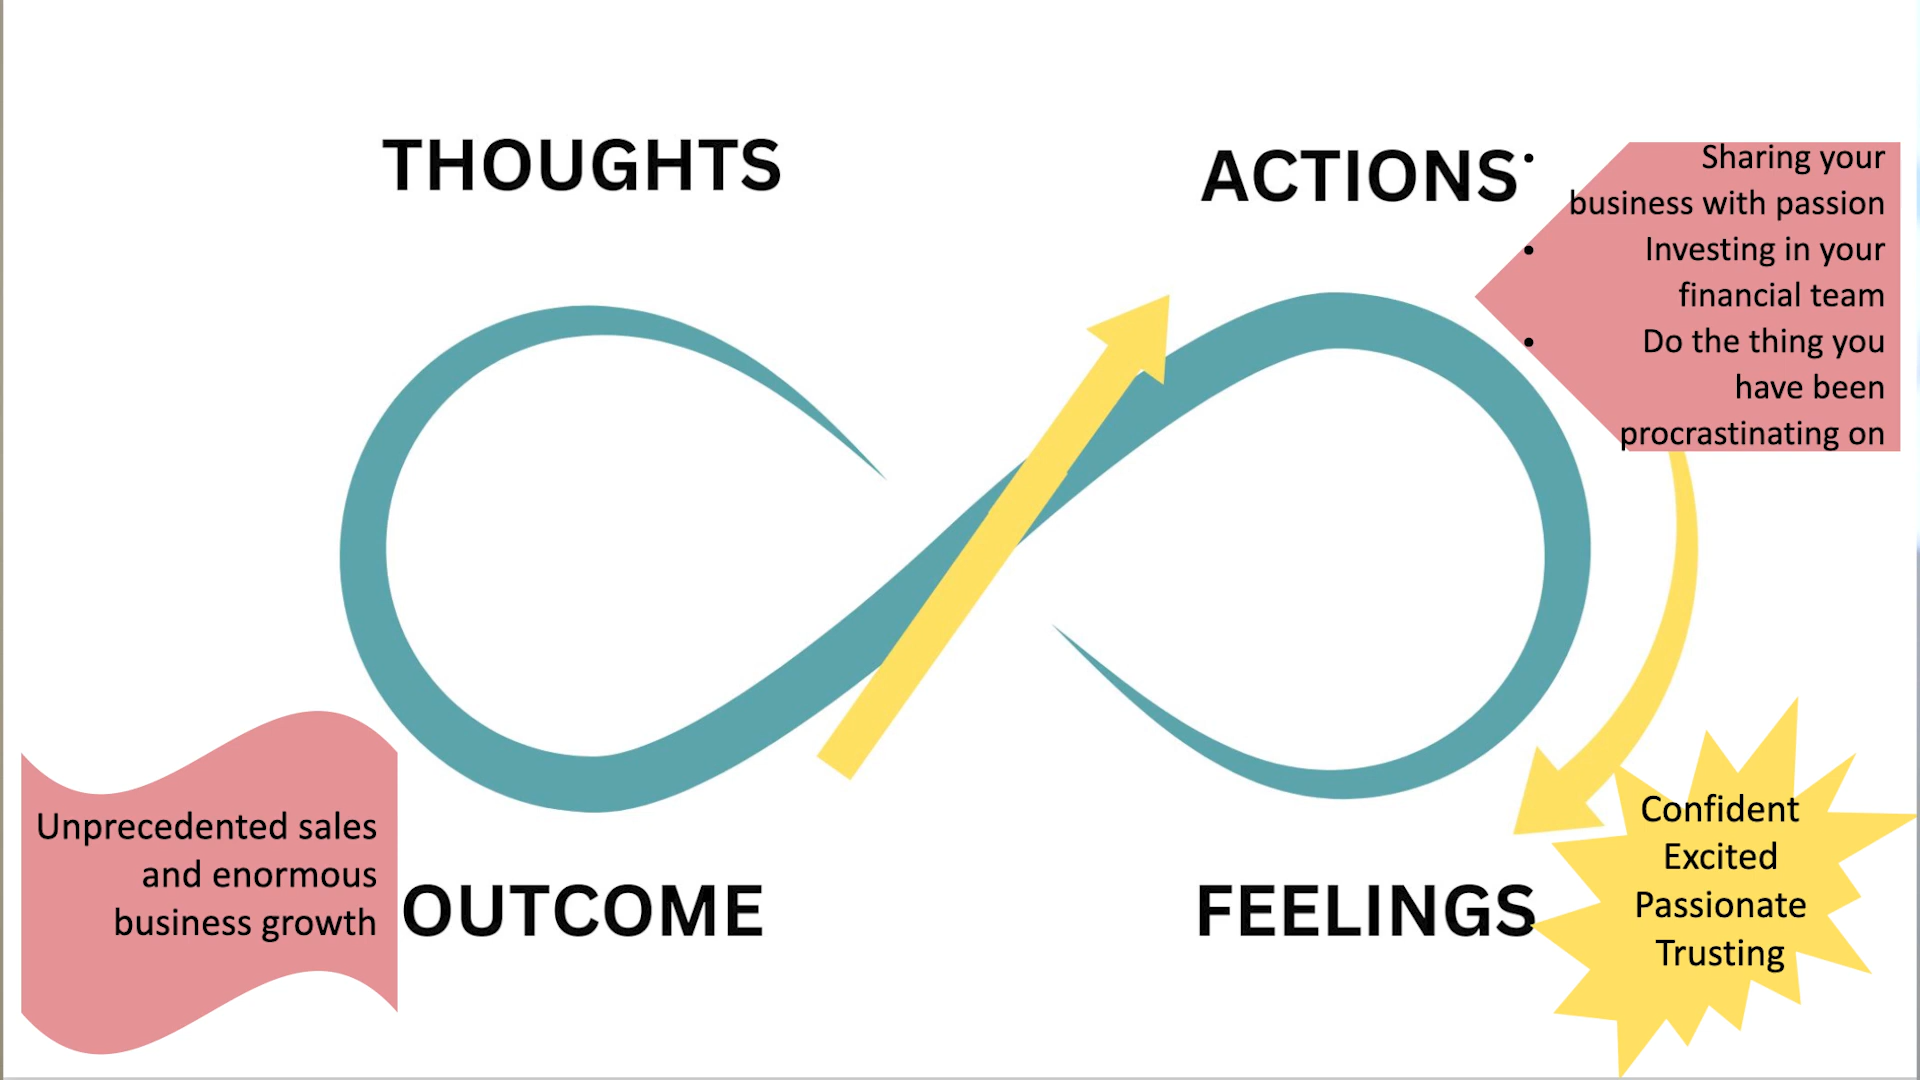 THOUGHTS
ACTIONS
• Sharing your
business with passion
• Investing in your
financial team
• Do the thing you
have been
procrastinating on
Unprecedented sales
and enormous
business growth
OUTCOME
FEELINGS
Confident
Excited
Passionate
Trusting